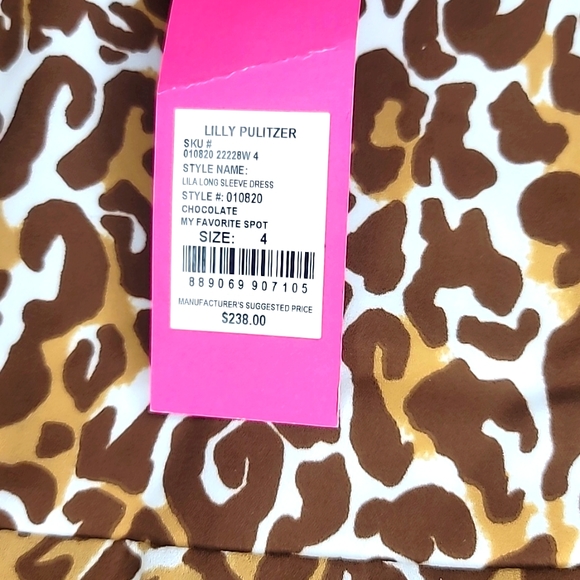 LILLY PULITZER
SKU #
010820 22228W 4
STYLE NAME:
LILA LONG SLEEVE DRESS
STYLE #: 010820
CHOCOLATE
MY FAVORITE SPOT
SIZE: 4
889069 907105
MANUFACTURER'S SUGGESTED PRICE
$238.00